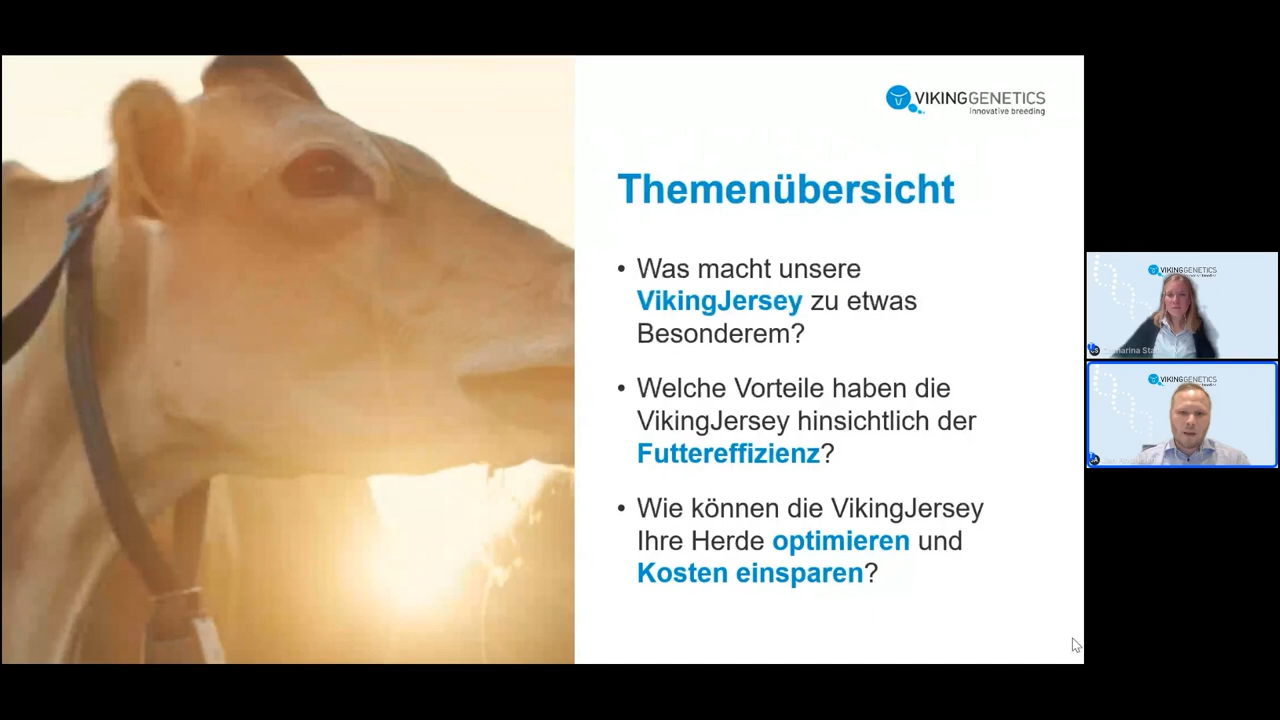 VIKINGGENETICS
innovative breeding
Themenübersicht
• Was macht unsere
VikingJersey zu etwas
Besonderem?
• Welche Vorteile haben die
VikingJersey hinsichtlich der
Futtereffizienz?
• Wie können die VikingJersey
Ihre Herde optimieren und
Kosten einsparen?
VIKINGGENETICS
VIKINGGENETICS